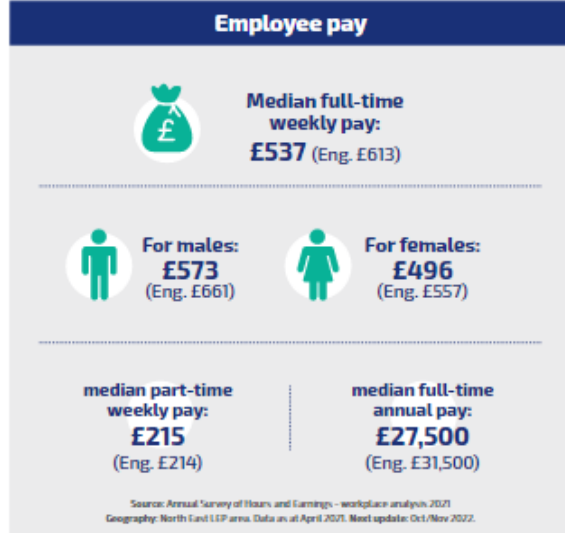 Employee pay
£
Median full-time
weekly pay:
£537 (Eng. £613)
For males:
£573
(Eng. £661)
For females:
£496
(Eng. £557)
median part-time
weekly pay:
£215
(Eng. £214)
median full-time
annual pay:
£27,500
(Eng. £31,500)
Source: Annual Survey of Hours and Earnings - workplace analysis 2021
Geography: North East LEP area. Data as at April 2021. Next update: Oct/Nov 2022.